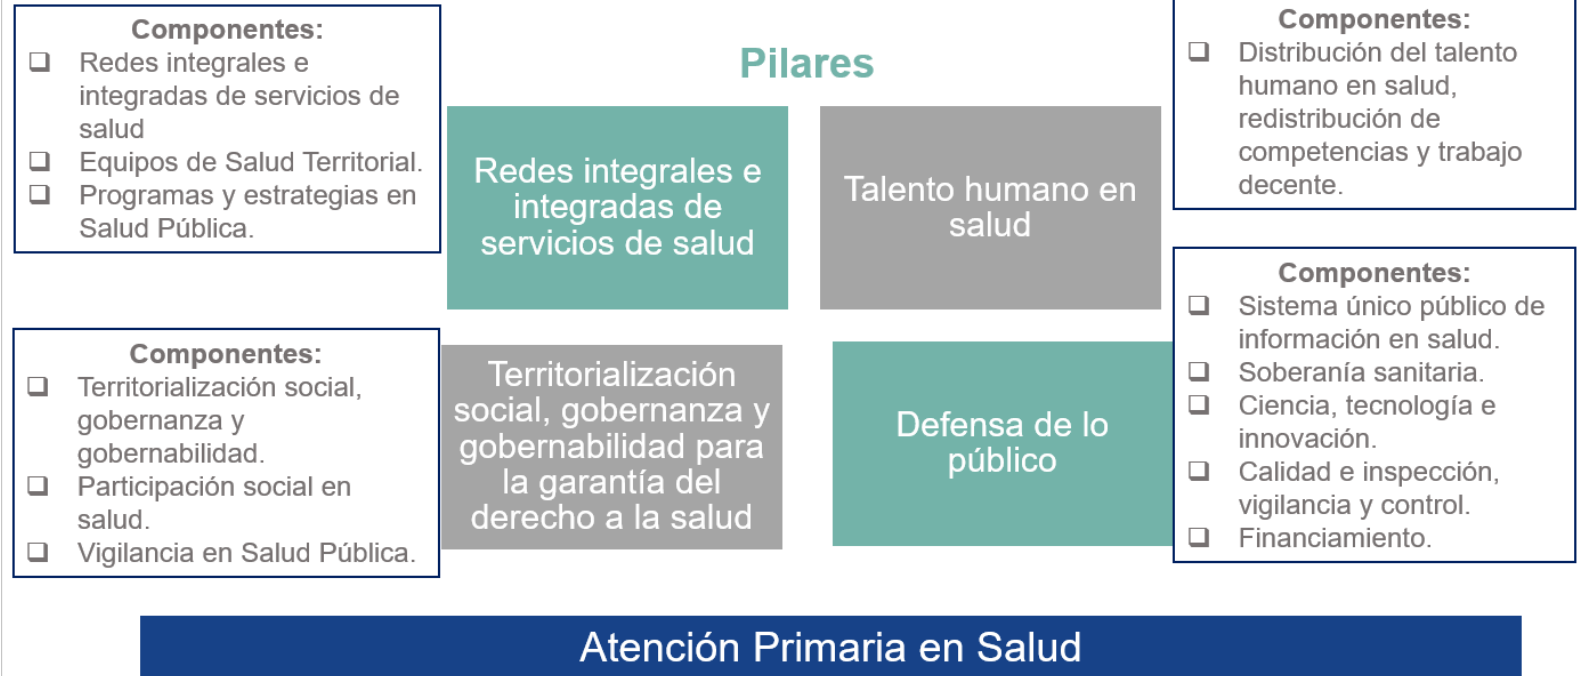 Componentes:
❑ Redes integrales e
integradas de servicios de
salud
❑ Equipos de Salud Territorial.
❑ Programas y estrategias en
Salud Pública.
Pilares
Redes integrales e
integradas de
servicios de salud
Talento humano en
salud
Componentes:
❑ Distribución del talento
humano en salud,
redistribución de
competencias y trabajo
decente.
Componentes:
❑ Territorialización social,
gobernanza y
gobernabilidad.
❑ Participación social en
salud.
❑ Vigilancia en Salud Pública.
Territorialización
social, gobernanza y
gobernabilidad para
la garantía del
derecho a la salud
Defensa de lo
público
Componentes:
❑ Sistema único público de
información en salud.
❑ Soberanía sanitaria.
❑ Ciencia, tecnología e
innovación.
❑ Calidad e inspección,
vigilancia y control.
❑ Financiamiento.
Atención Primaria en Salud